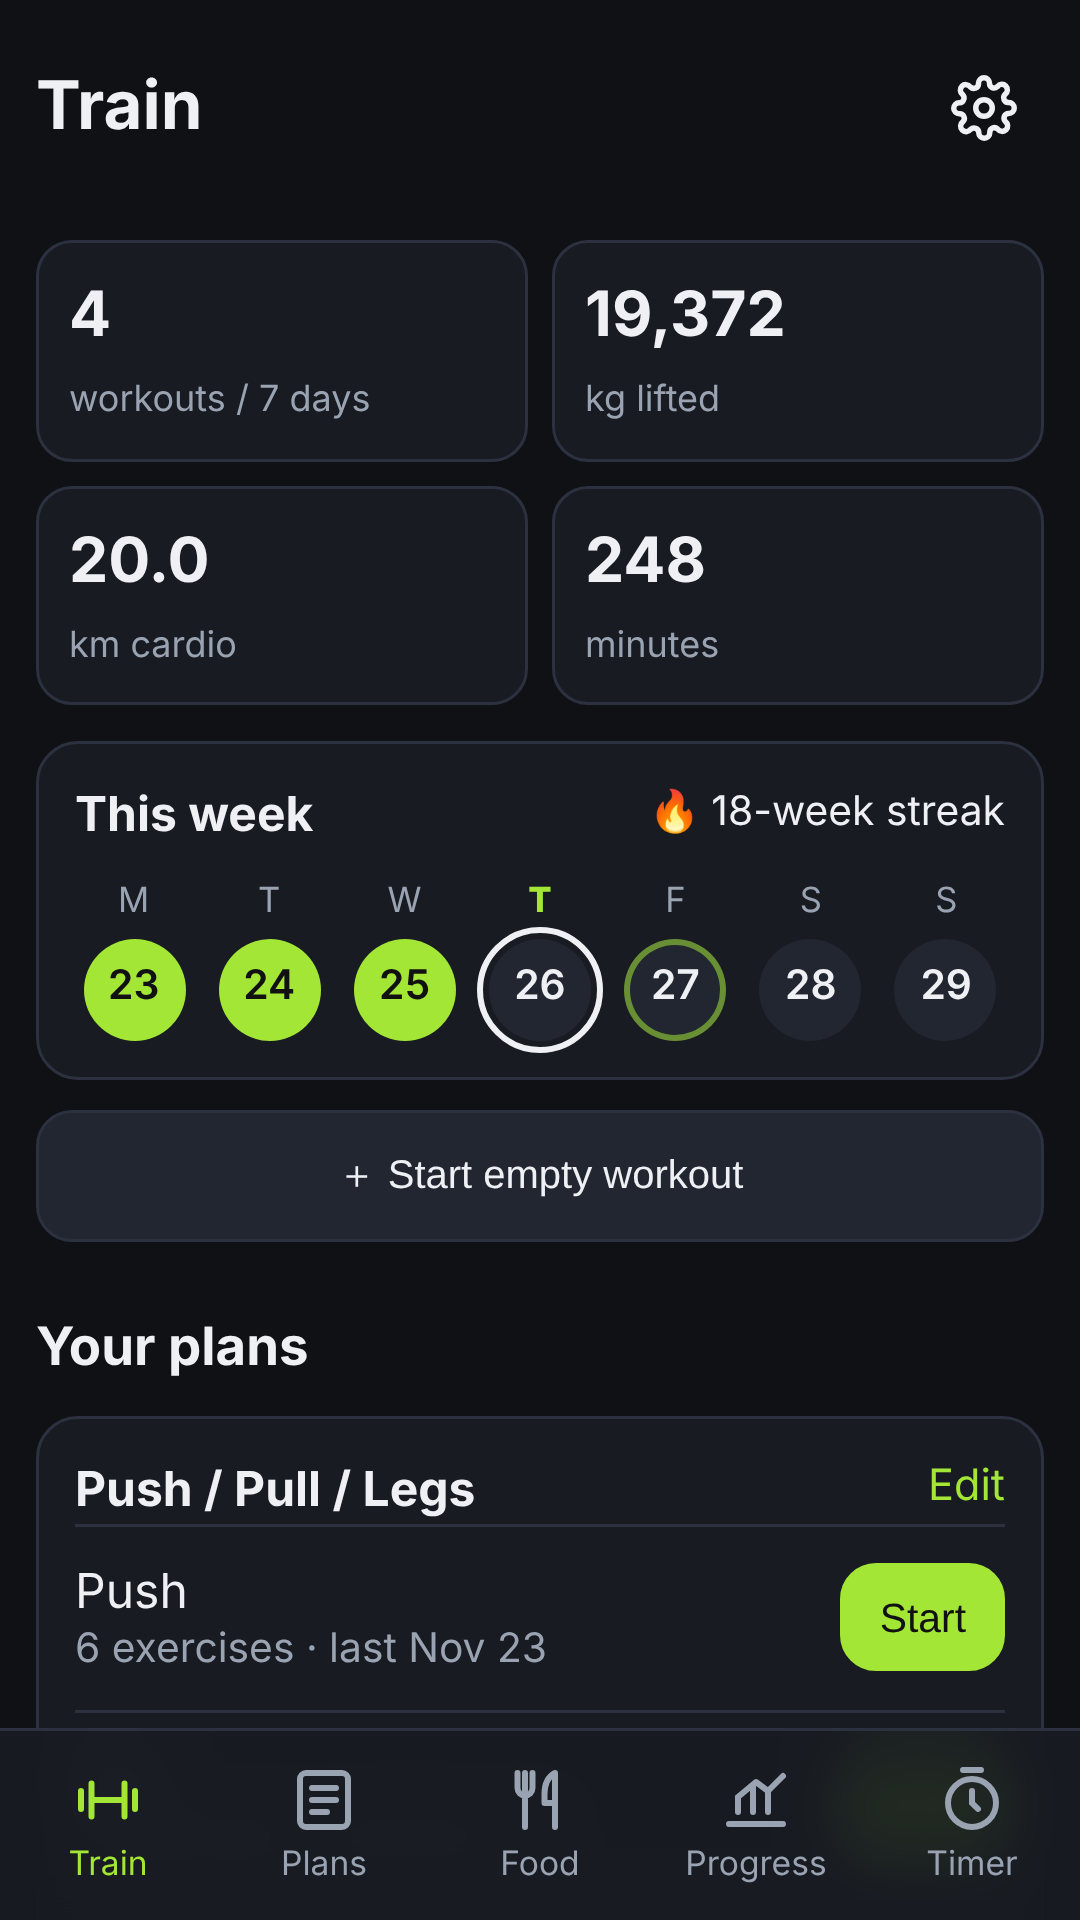 Train
4
workouts / 7 days
19,372
kg lifted
20.0
km cardio
248
minutes
This week
🔥 18-week streak
M T W T F S S
23 24 25 26 27 28 29
+ Start empty workout
Your plans
Push / Pull / Legs
Edit
Push
6 exercises · last Nov 23
Start
Train Plans Food Progress Timer